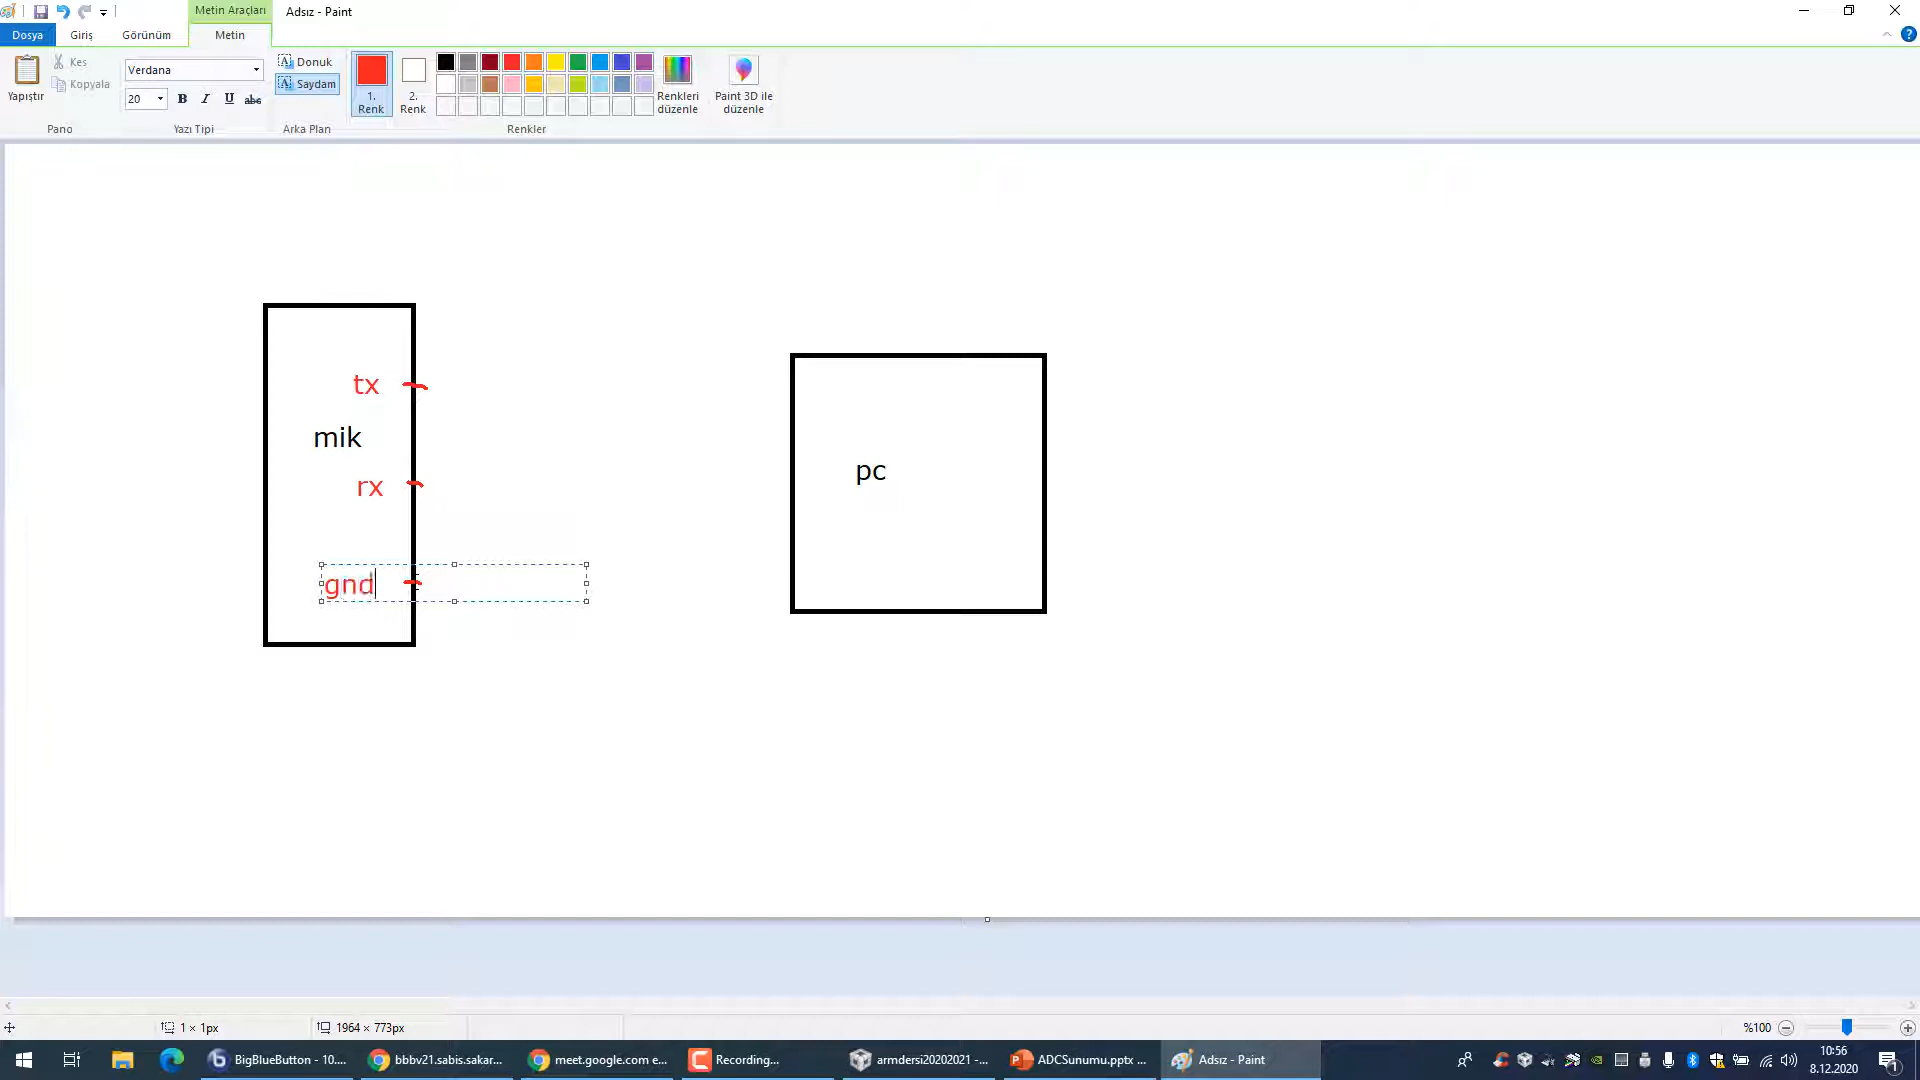 Metin Araçları
Adsız - Paint
Dosya
Giriş
Görünüm
Metin
Yapıştır
Kes
Kopyala
Pano
Verdana
20
B I U abc
Yazı Tipi
Donuk
Saydam
Arka Plan
1.
Renk
2.
Renk
Renkler
Renkleri
düzenle
Paint 3D ile
düzenle
tx
mik
rx
gnd
pc
1 × 1px
1964 × 773px
%100
BigBlueButton - 10....
bbbv21.sabis.sakar...
meet.google.com e...
Recording...
armdersi20202021 -...
ADCSunumu.pptx ...
Adsız - Paint
10:56
8.12.2020